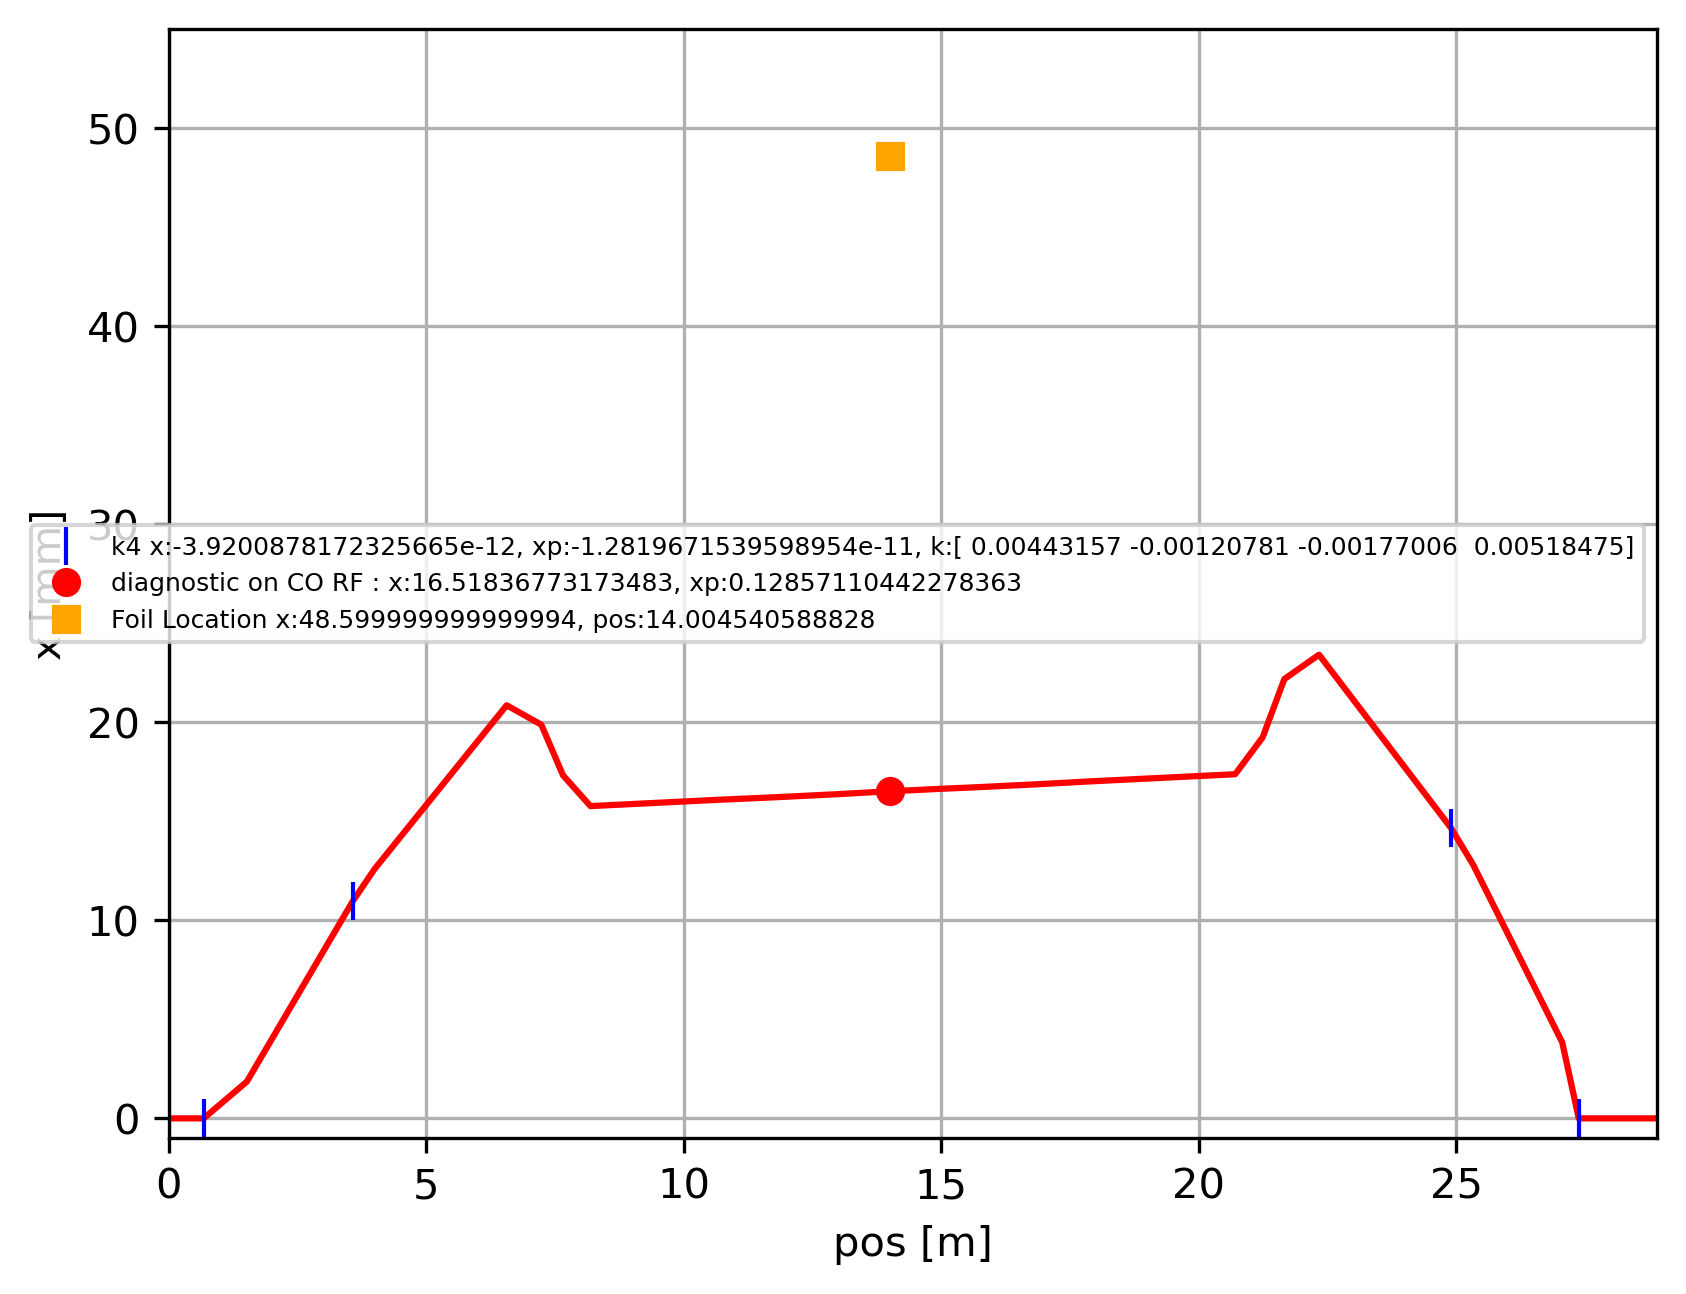 50
40
30
20
10
0
x [mm]
k4 x:-3.9200878172325665e-12, xp:-1.2819671539598954e-11, k:[ 0.00443157 -0.00120781 -0.00177006  0.00518475]
diagnostic on CO RF : x:16.51836773173483, xp:0.12857110442278363
Foil Location x:48.599999999999994, pos:14.004540588828
0 5 10 15 20 25
pos [m]